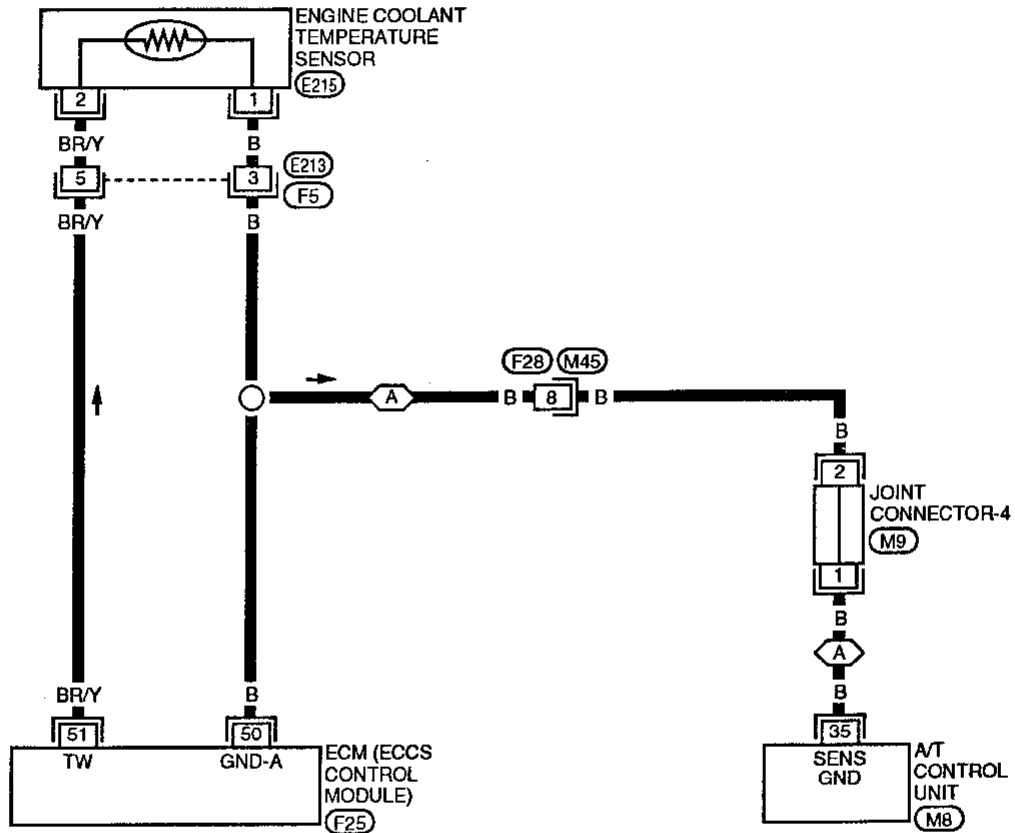 ENGINE COOLANT
TEMPERATURE
SENSOR
E215
2 1
BR/Y B
5 3
E213
F5
BR/Y B
F28 M45
A B 8 B
B
2
JOINT
CONNECTOR-4
M9
1
B
A
B
BR/Y B
51 50
TW GND-A
ECM (ECCS
CONTROL
MODULE)
F25
35
SENS
GND
A/T
CONTROL
UNIT
M8